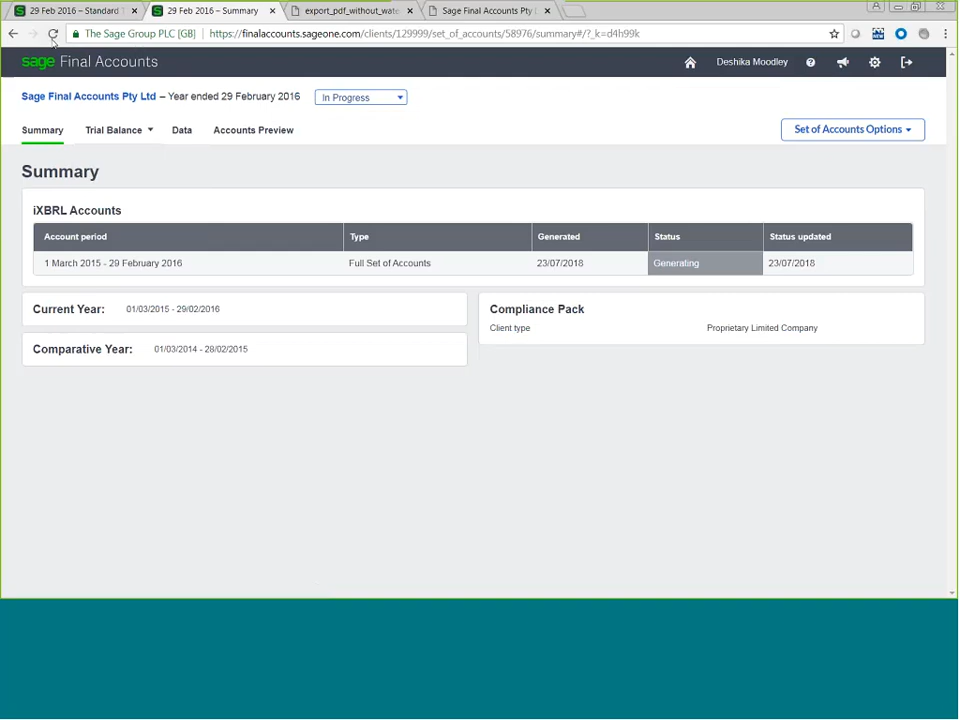 29 Feb 2016 – Standard T
29 Feb 2016 – Summary
export_pdf_without_wate
Sage Final Accounts Pty L
The Sage Group PLC [GB]
https://finalaccounts.sageone.com/clients/129999/set_of_accounts/58976/summary#/?_k=d4h99k
sage Final Accounts
Deshika Moodley
Sage Final Accounts Pty Ltd – Year ended 29 February 2016
In Progress
Summary
Trial Balance
Data
Accounts Preview
Set of Accounts Options
Summary
iXBRL Accounts
Account period Type Generated Status Status updated
1 March 2015 - 29 February 2016 Full Set of Accounts 23/07/2018 Generating 23/07/2018
Current Year: 01/03/2015 - 29/02/2016
Comparative Year: 01/03/2014 - 28/02/2015
Compliance Pack
Client type Proprietary Limited Company